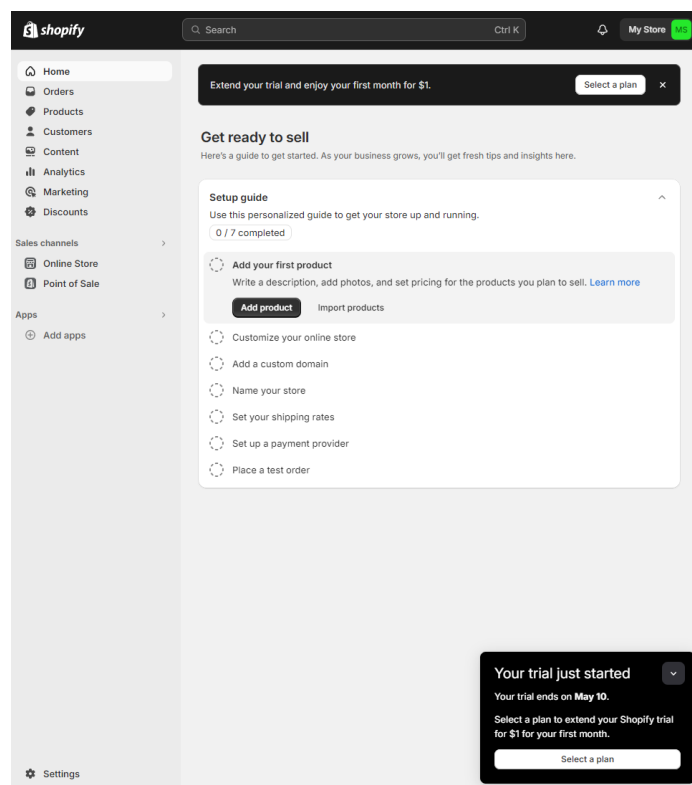 shopify
Search
Ctrl K
My Store
MS
Home
Orders
Products
Customers
Content
Analytics
Marketing
Discounts
Sales channels
Online Store
Point of Sale
Apps
Add apps
Settings
Extend your trial and enjoy your first month for $1.
Select a plan
Get ready to sell
Here's a guide to get started. As your business grows, you'll get fresh tips and insights here.
Setup guide
Use this personalized guide to get your store up and running.
0 / 7 completed
Add your first product
Write a description, add photos, and set pricing for the products you plan to sell. Learn more
Add product
Import products
Customize your online store
Add a custom domain
Name your store
Set your shipping rates
Set up a payment provider
Place a test order
Your trial just started
Your trial ends on May 10.
Select a plan to extend your Shopify trial
for $1 for your first month.
Select a plan